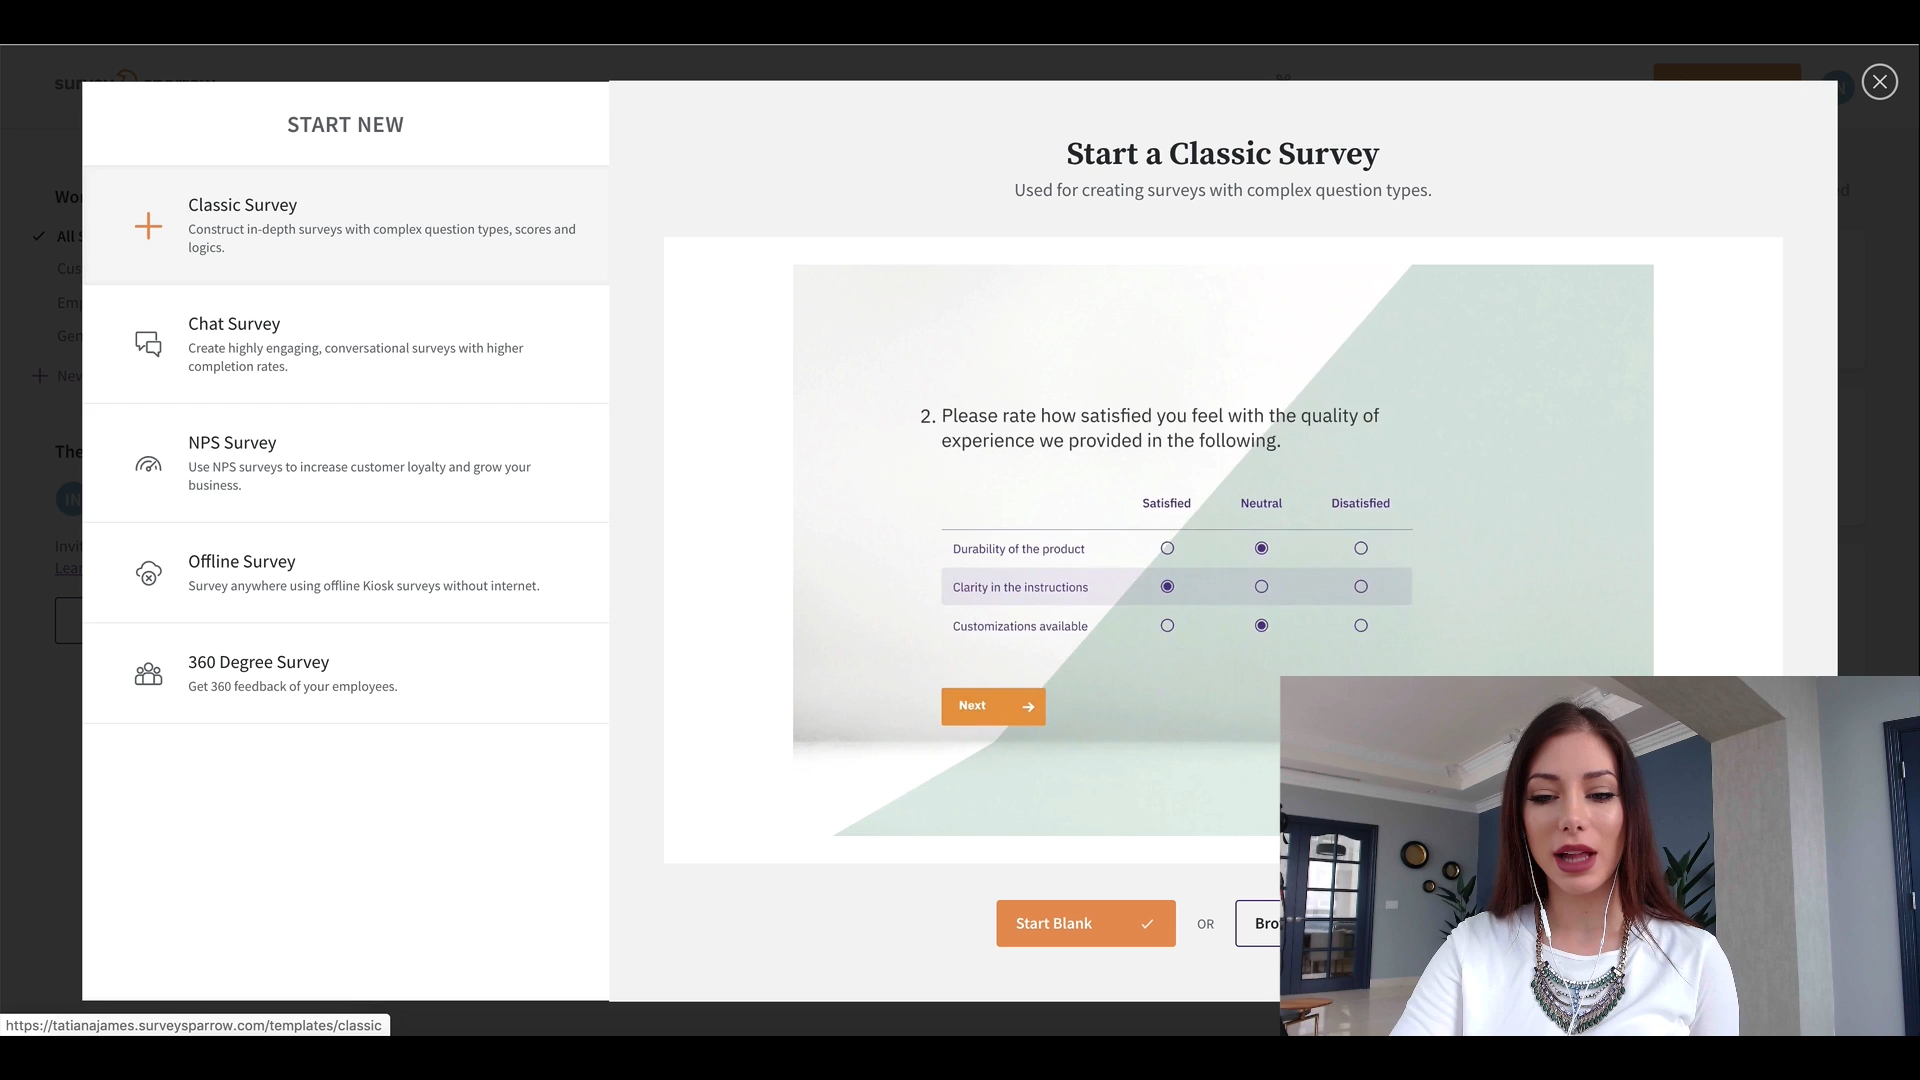 START NEW
Classic Survey
Construct in-depth surveys with complex question types, scores and
logics.
Chat Survey
Create highly engaging, conversational surveys with higher
completion rates.
NPS Survey
Use NPS surveys to increase customer loyalty and grow your
business.
Offline Survey
Survey anywhere using offline Kiosk surveys without internet.
360 Degree Survey
Get 360 feedback of your employees.
Start a Classic Survey
Used for creating surveys with complex question types.
2. Please rate how satisfied you feel with the quality of
experience we provided in the following.
Satisfied Neutral Disatisfied
Durability of the product
Clarity in the instructions
Customizations available
Next
Start Blank
OR
All
IN
https://tatianajames.surveysparrow.com/templates/classic